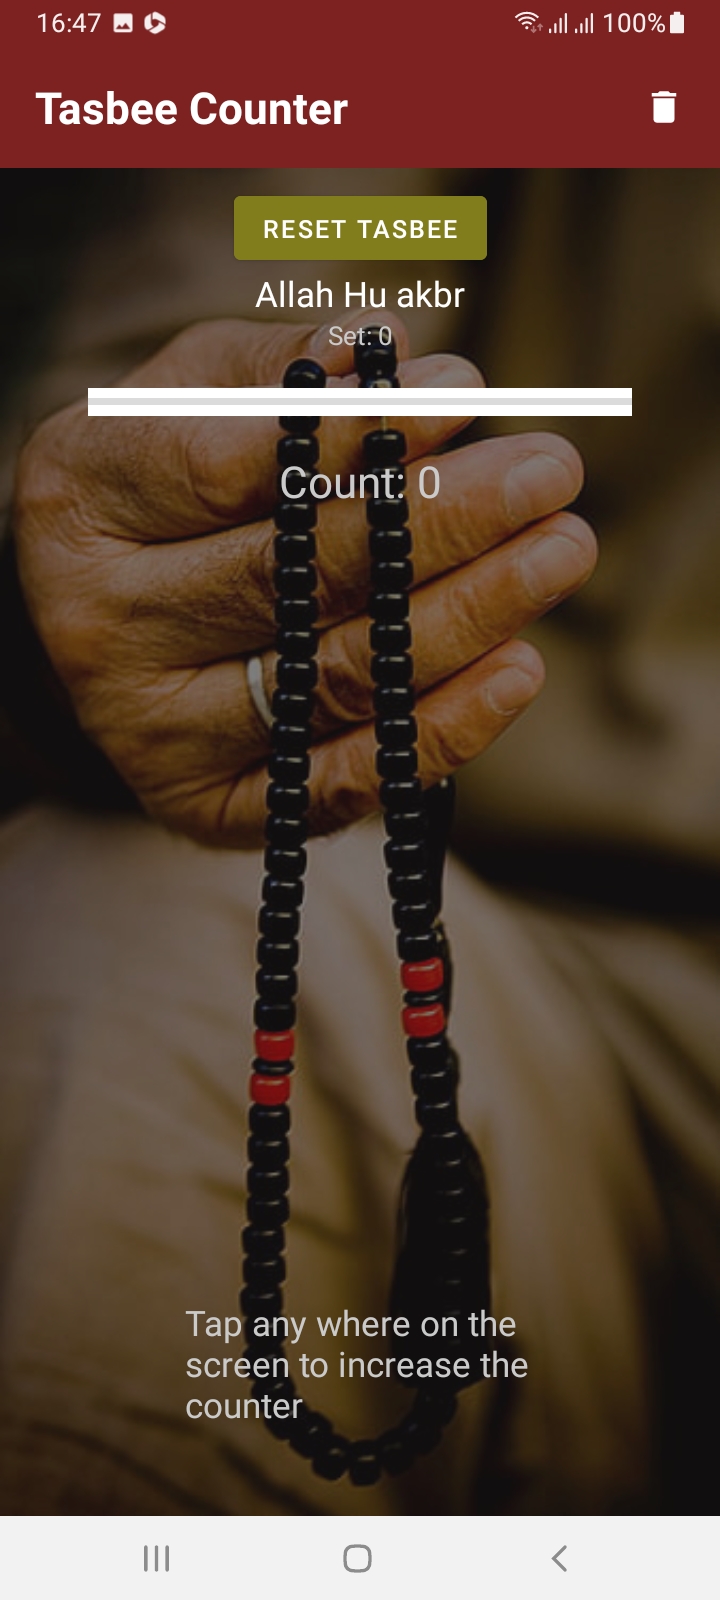 16:47 100%
Tasbee Counter
RESET TASBEE
Allah Hu akbr
Set: 0
Count: 0
Tap any where on the
screen to increase the
counter